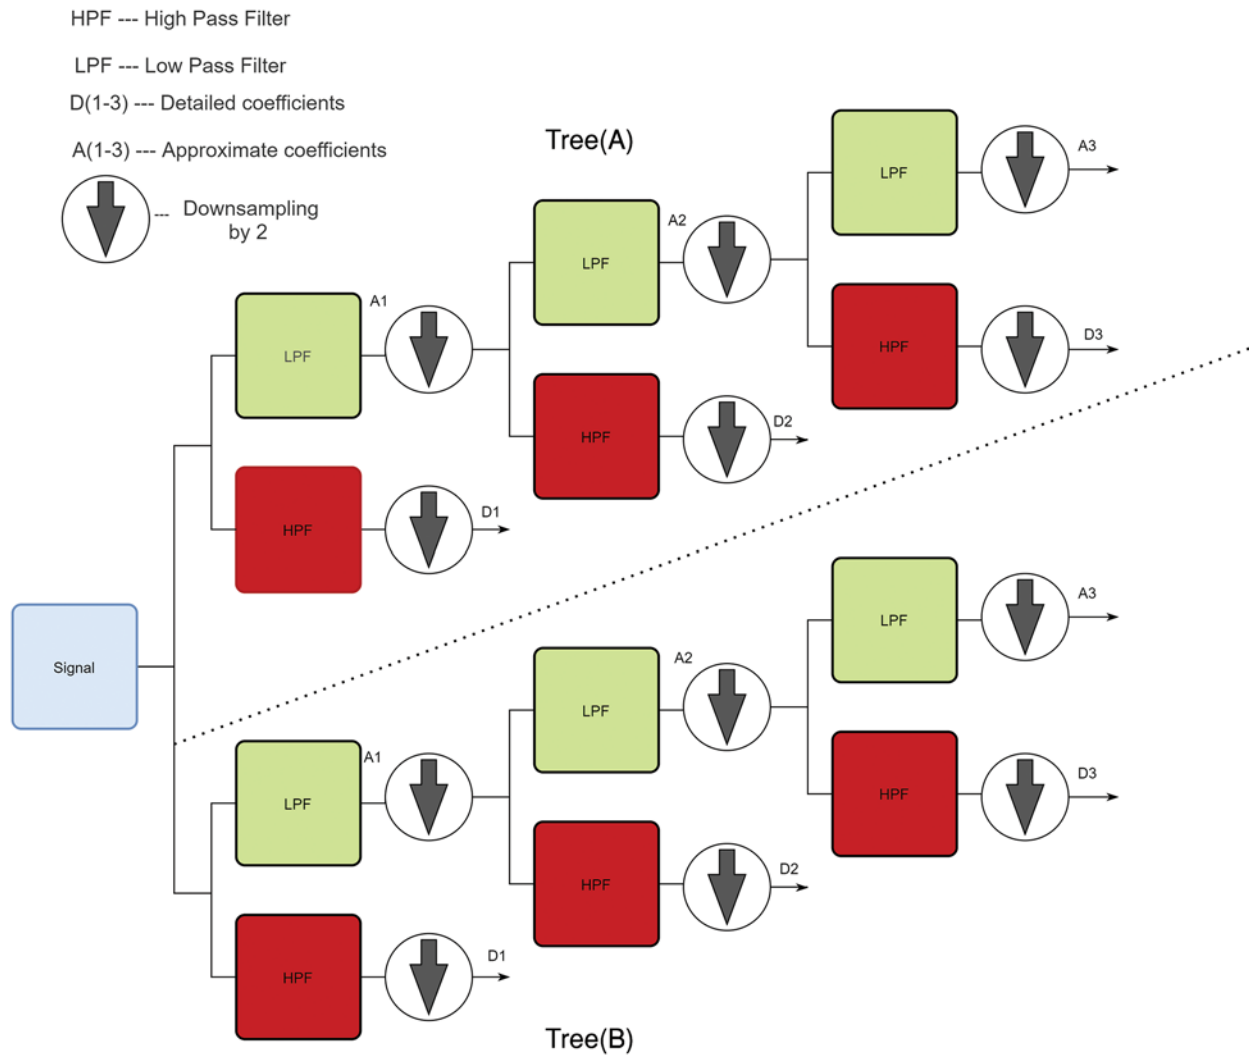 HPF --- High Pass Filter
LPF --- Low Pass Filter
D(1-3) --- Detailed coefficients
A(1-3) --- Approximate coefficients
--- Downsampling
by 2
Tree(A)
LPF
A3
LPF
A2
HPF
D3
LPF
A1
HPF
D2
HPF
D1
Signal
LPF
A3
LPF
A2
HPF
D3
LPF
A1
HPF
D2
HPF
D1
Tree(B)